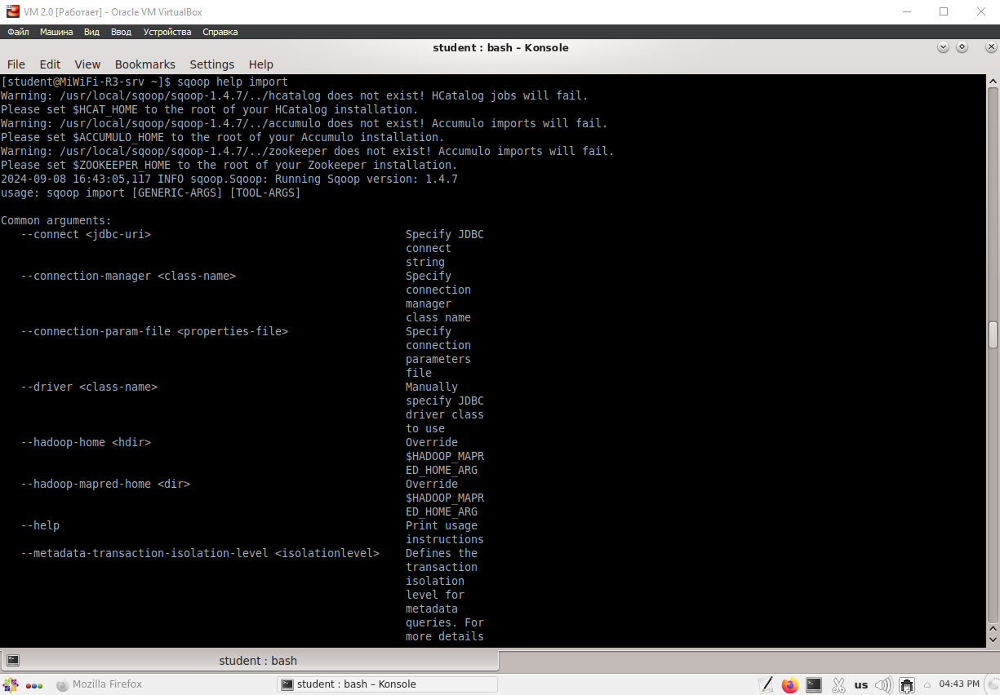 VM 2.0 [Работает] - Oracle VM VirtualBox
Файл Машина Вид Ввод Устройства Справка
student : bash – Konsole
File Edit View Bookmarks Settings Help
[student@MiWiFi-R3-srv ~]$ sqoop help import
Warning: /usr/local/sqoop/sqoop-1.4.7/../hcatalog does not exist! HCatalog jobs will fail.
Please set $HCAT_HOME to the root of your HCatalog installation.
Warning: /usr/local/sqoop/sqoop-1.4.7/../accumulo does not exist! Accumulo imports will fail.
Please set $ACCUMULO_HOME to the root of your Accumulo installation.
Warning: /usr/local/sqoop/sqoop-1.4.7/../zookeeper does not exist! Accumulo imports will fail.
Please set $ZOOKEEPER_HOME to the root of your Zookeeper installation.
2024-09-08 16:43:05,117 INFO sqoop.Sqoop: Running Sqoop version: 1.4.7
usage: sqoop import [GENERIC-ARGS] [TOOL-ARGS]
Common arguments:
--connect <jdbc-uri> Specify JDBC
connect
string
--connection-manager <class-name> Specify
connection
manager
class name
--connection-param-file <properties-file> Specify
connection
parameters
file
--driver <class-name> Manually
specify JDBC
driver class
to use
--hadoop-home <hdir> Override
$HADOOP_MAPR
ED_HOME_ARG
--hadoop-mapred-home <dir> Override
$HADOOP_MAPR
ED_HOME_ARG
--help Print usage
instructions
--metadata-transaction-isolation-level <isolationlevel> Defines the
transaction
isolation
level for
metadata
queries. For
more details
student : bash
Mozilla Firefox student : bash – Konsole us 04:43 PM